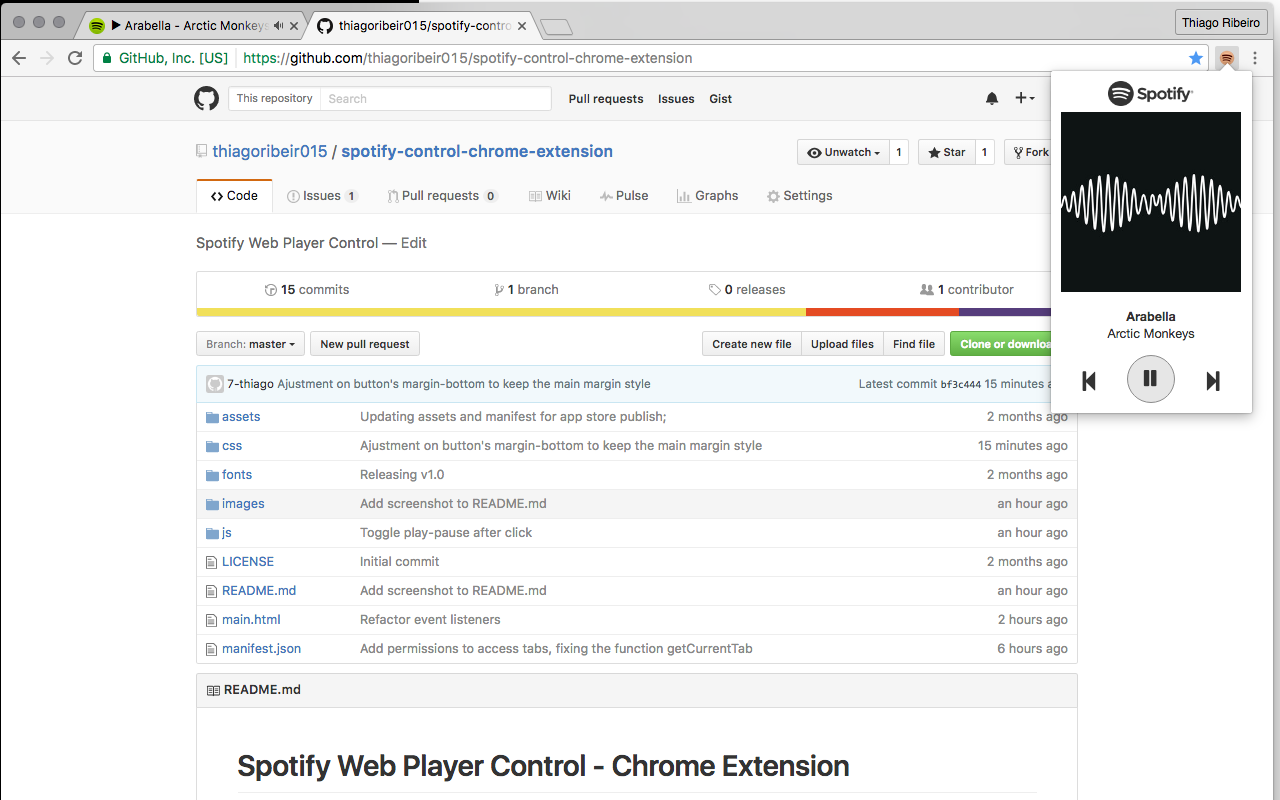 Arabella - Arctic Monkeys
thiagoribeir015/spotify-contro
Thiago Ribeiro
GitHub, Inc. [US] https://github.com/thiagoribeir015/spotify-control-chrome-extension
This repository Search Pull requests Issues Gist
Spotify
thiagoribeir015 / spotify-control-chrome-extension
Unwatch 1 Star 1 Fork
Code Issues 1 Pull requests 0 Wiki Pulse Graphs Settings
Spotify Web Player Control — Edit
15 commits 1 branch 0 releases 1 contributor
Arabella
Arctic Monkeys
Branch: master New pull request Create new file Upload files Find file Clone or downloa
7-thiago Ajustment on button's margin-bottom to keep the main margin style Latest commit bf3c444 15 minutes a
assets Updating assets and manifest for app store publish; 2 months ago
css Ajustment on button's margin-bottom to keep the main margin style 15 minutes ago
fonts Releasing v1.0 2 months ago
images Add screenshot to README.md an hour ago
js Toggle play-pause after click an hour ago
LICENSE Initial commit 2 months ago
README.md Add screenshot to README.md an hour ago
main.html Refactor event listeners 2 hours ago
manifest.json Add permissions to access tabs, fixing the function getCurrentTab 6 hours ago
README.md
Spotify Web Player Control - Chrome Extension